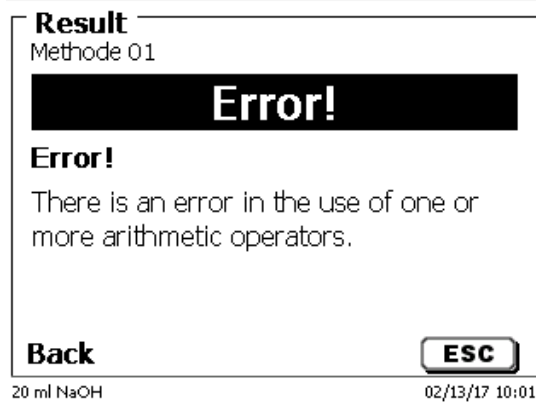 Result
Methode 01
Error!
Error!
There is an error in the use of one or
more arithmetic operators.
Back
ESC
20 ml NaOH
02/13/17 10:01